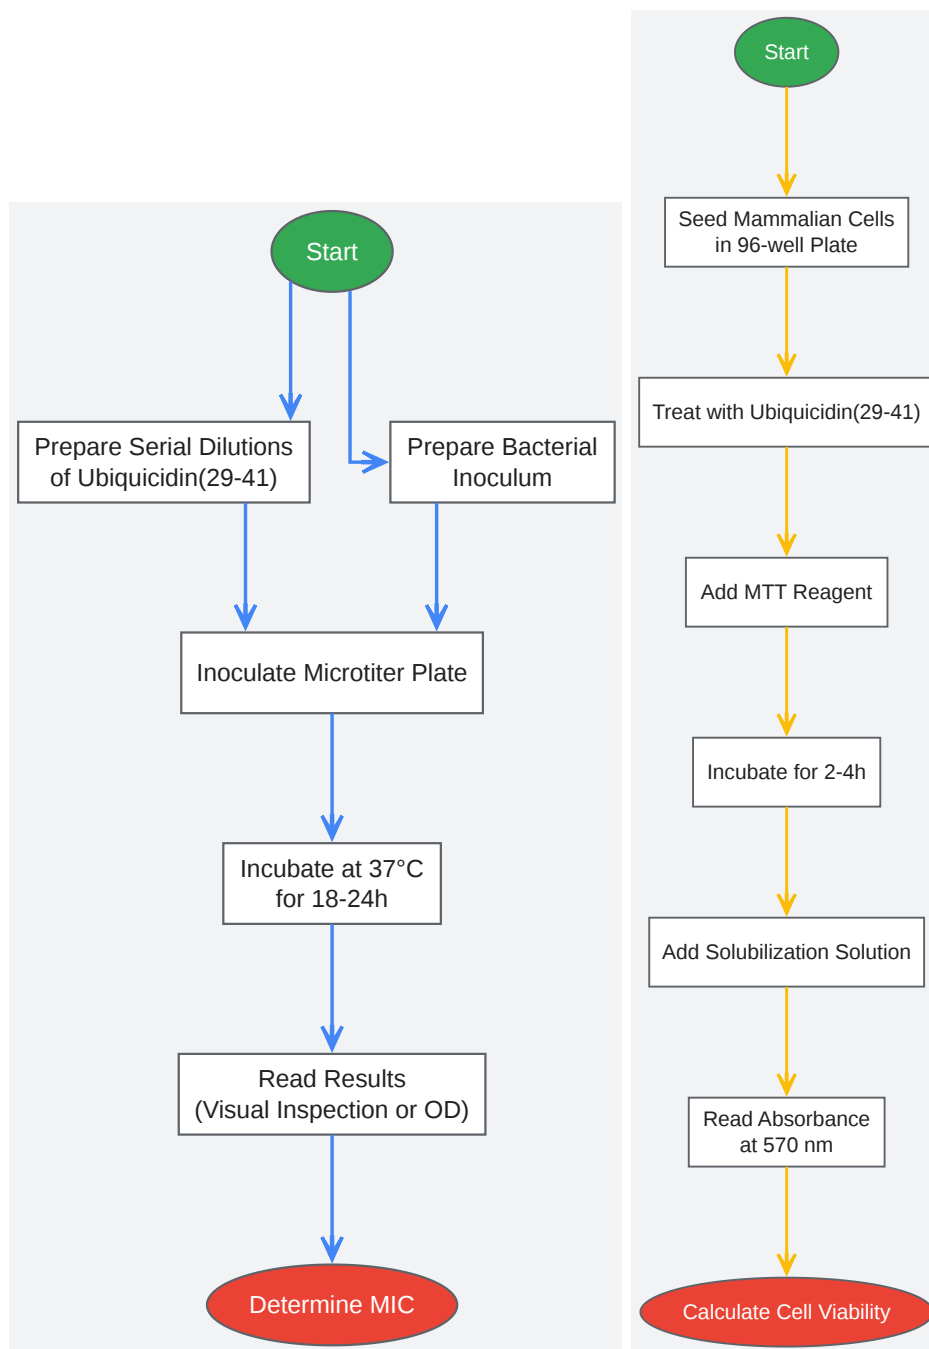 Start
Prepare Serial Dilutions
of Ubiquicidin(29-41)
Prepare Bacterial
Inoculum
Inoculate Microtiter Plate
Incubate at 37°C
for 18-24h
Read Results
(Visual Inspection or OD)
Determine MIC
Start
Seed Mammalian Cells
in 96-well Plate
Treat with Ubiquicidin(29-41)
Add MTT Reagent
Incubate for 2-4h
Add Solubilization Solution
Read Absorbance
at 570 nm
Calculate Cell Viability